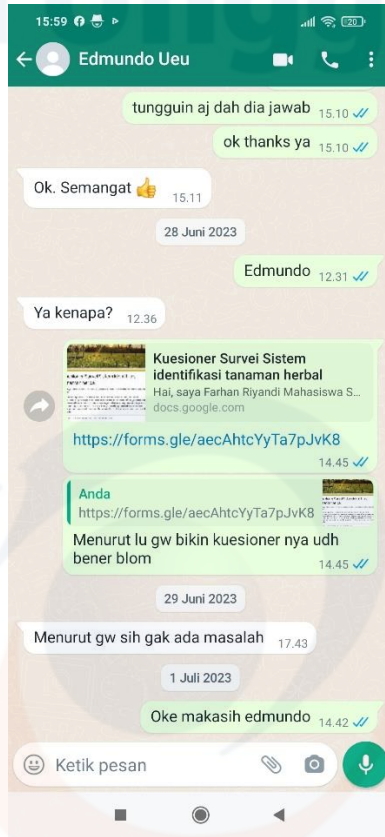 15:59
20
Edmundo Ueu
tungguin aj dah dia jawab 15.10
ok thanks ya 15.10
Ok. Semangat 👍 15.11
28 Juni 2023
Edmundo 12.31
Ya kenapa? 12.36
Kuesioner Survei Sistem
identifikasi tanaman herbal
Hai, saya Farhan Riyandi Mahasiswa S...
docs.google.com
https://forms.gle/aecAhtcYyTa7pJvK8
14.45
Anda
https://forms.gle/aecAhtcYyTa7pJvK8
Menurut lu gw bikin kuesioner nya udh
bener blom 14.45
29 Juni 2023
Menurut gw sih gak ada masalah 17.43
1 Juli 2023
Oke makasih edmundo 14.42
Ketik pesan